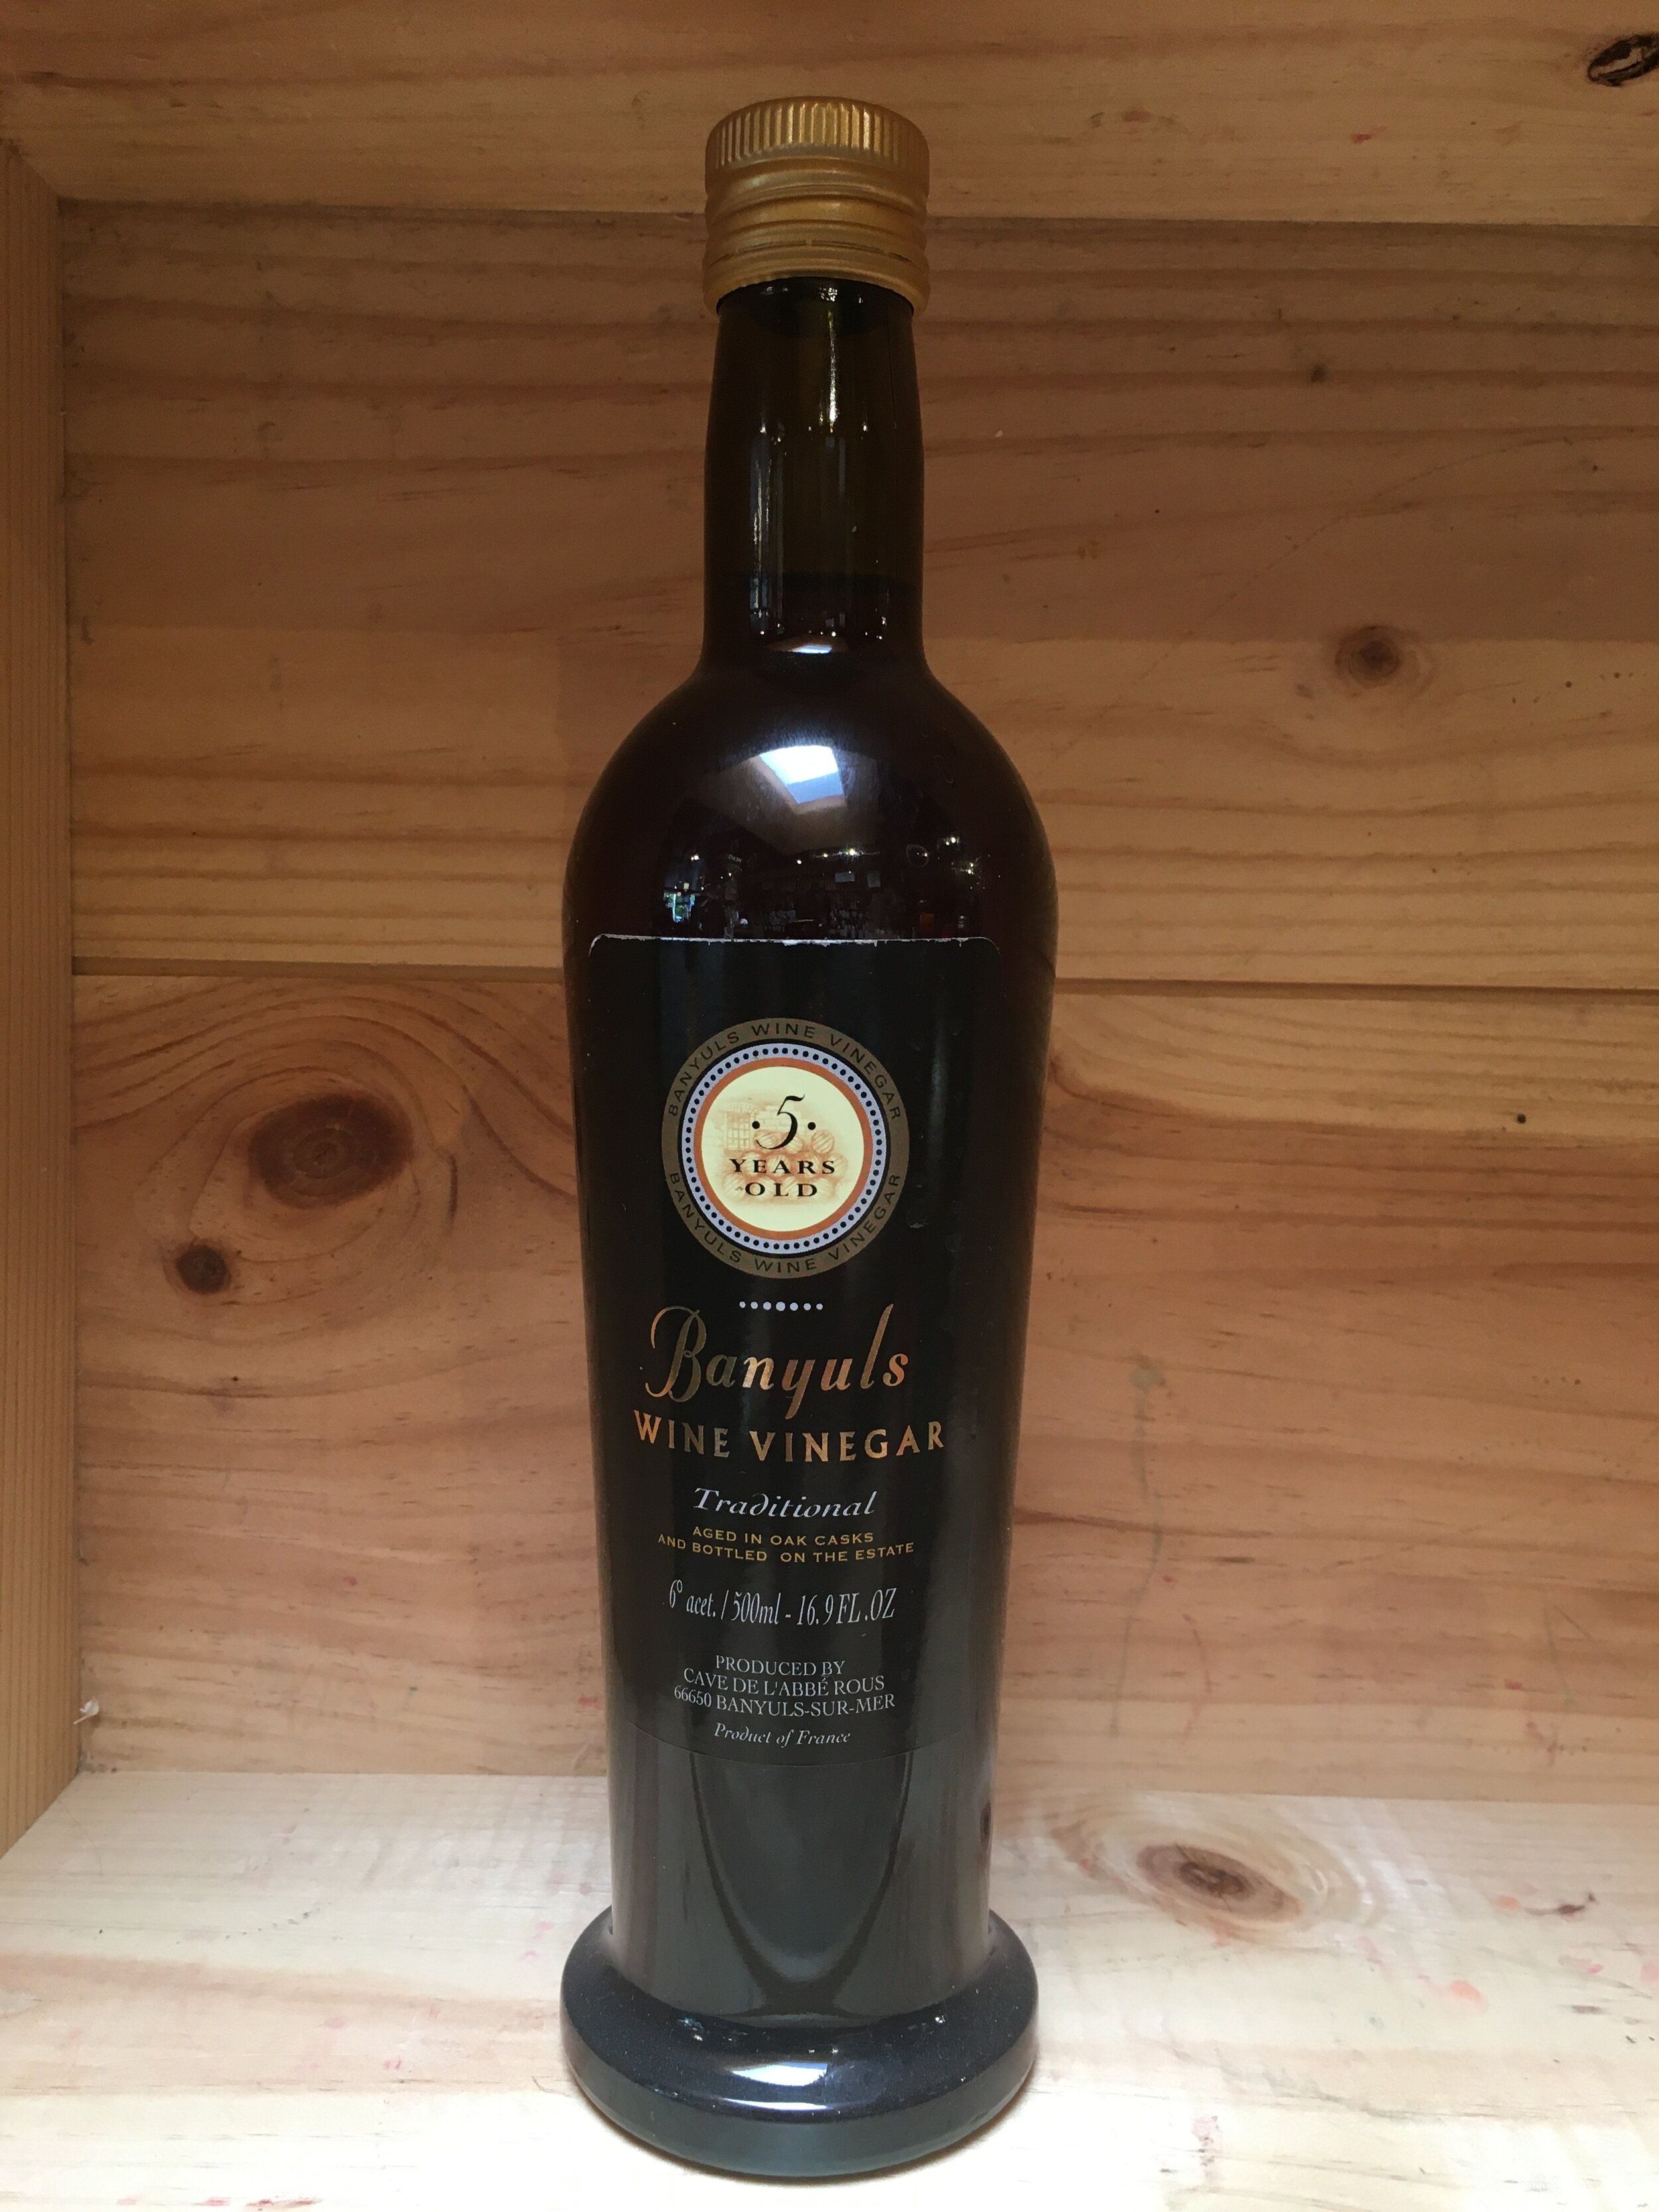 BANYULS WINE VINEGAR
·5·
YEARS
OLD
BANYULS WINE VINEGAR
Banyuls
WINE VINEGAR
Traditional
AGED IN OAK CASKS
AND BOTTLED ON THE ESTATE
6° acet. / 500ml - 16.9 FL.OZ
PRODUCED BY
CAVE DE L'ABBÉ ROUS
66650 BANYULS-SUR-MER
Product of France